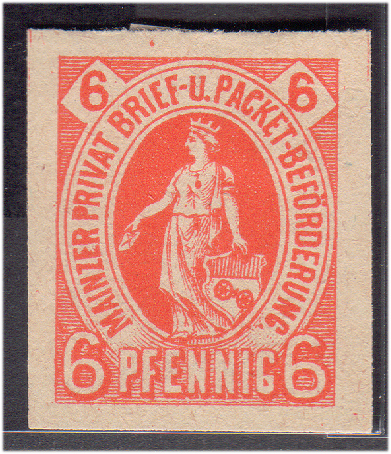 6 6
MAINZER PRIVAT BRIEF-U. PACKET-BEFÖRDERUNG.
6 PFENNIG 6